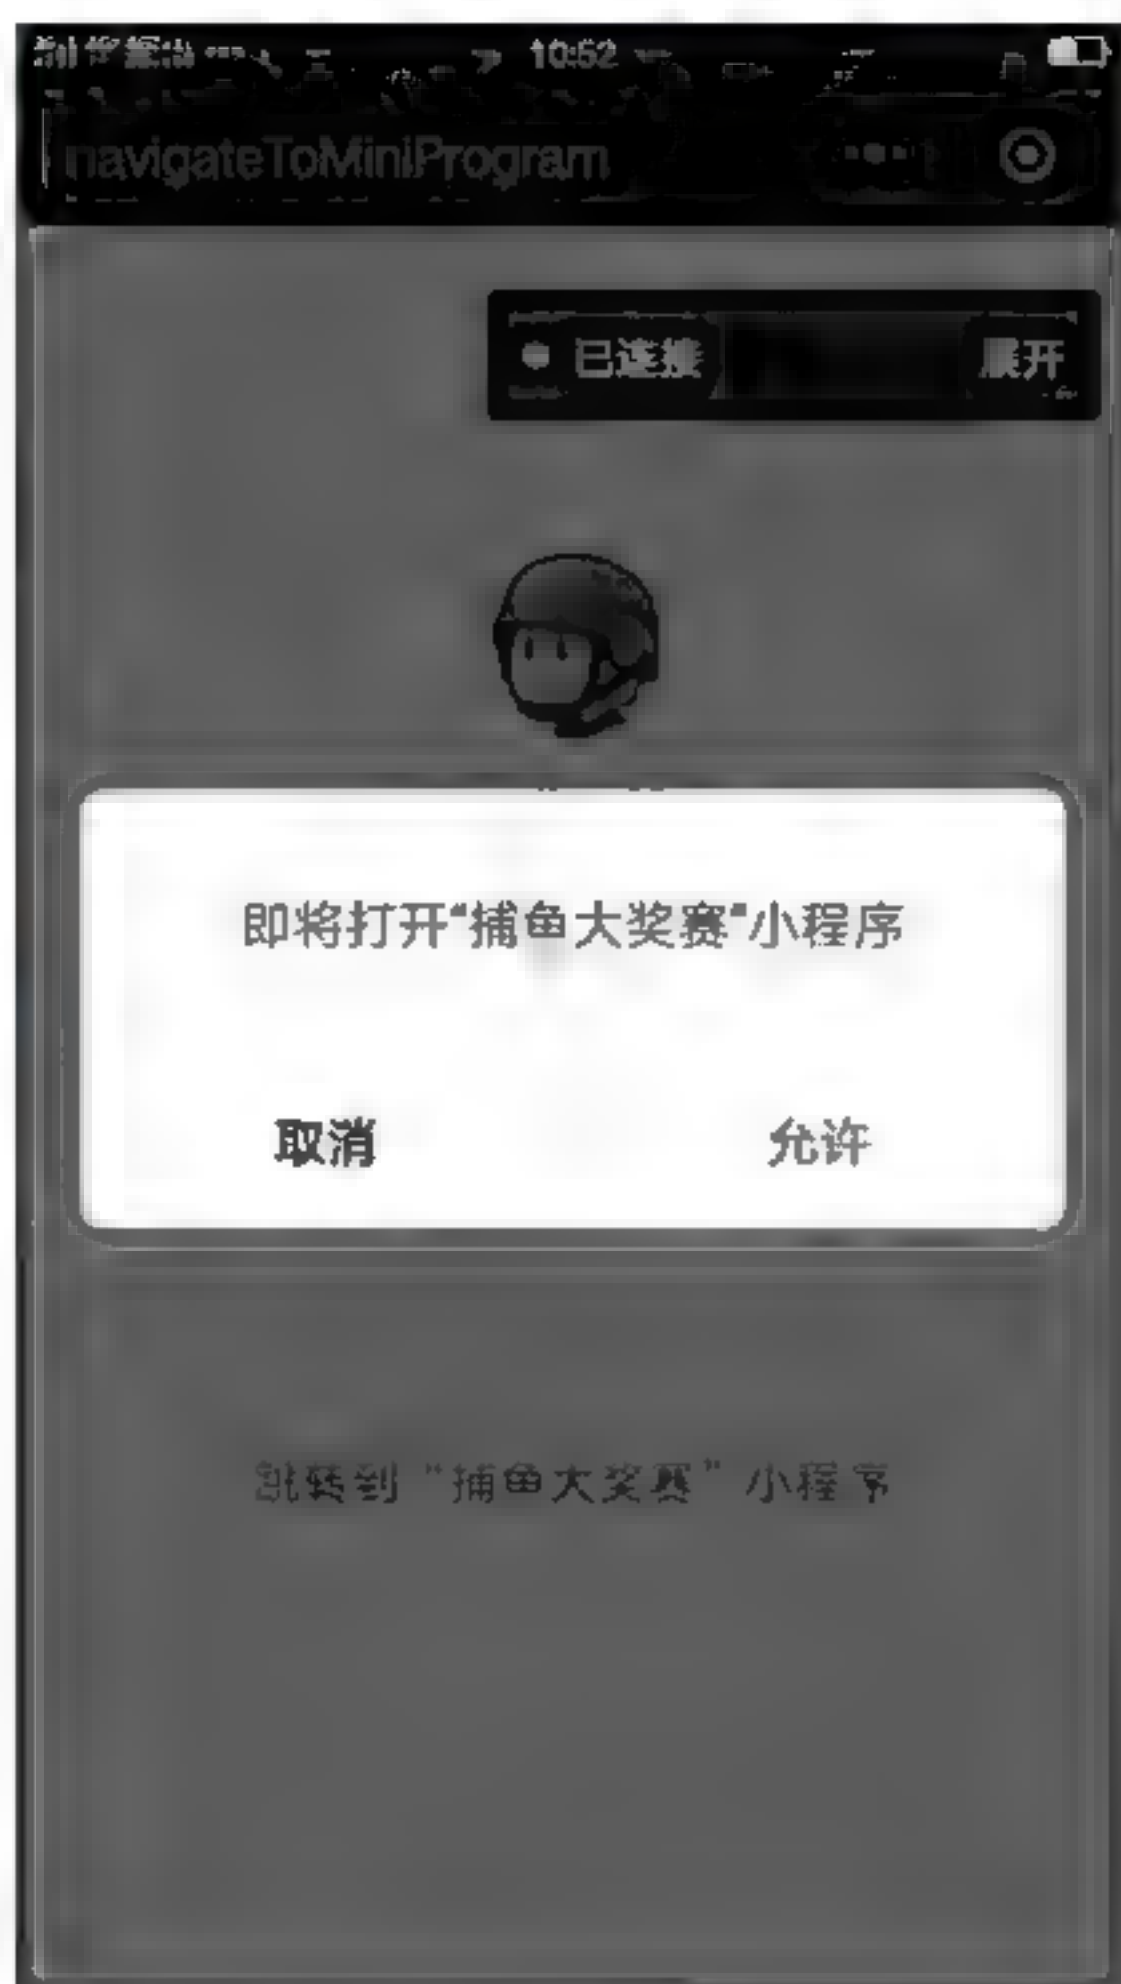 10:52
navigateToMiniProgram
已连接 展开
即将打开“捕鱼大奖赛”小程序
取消 允许
跳转到“捕鱼大奖赛”小程序